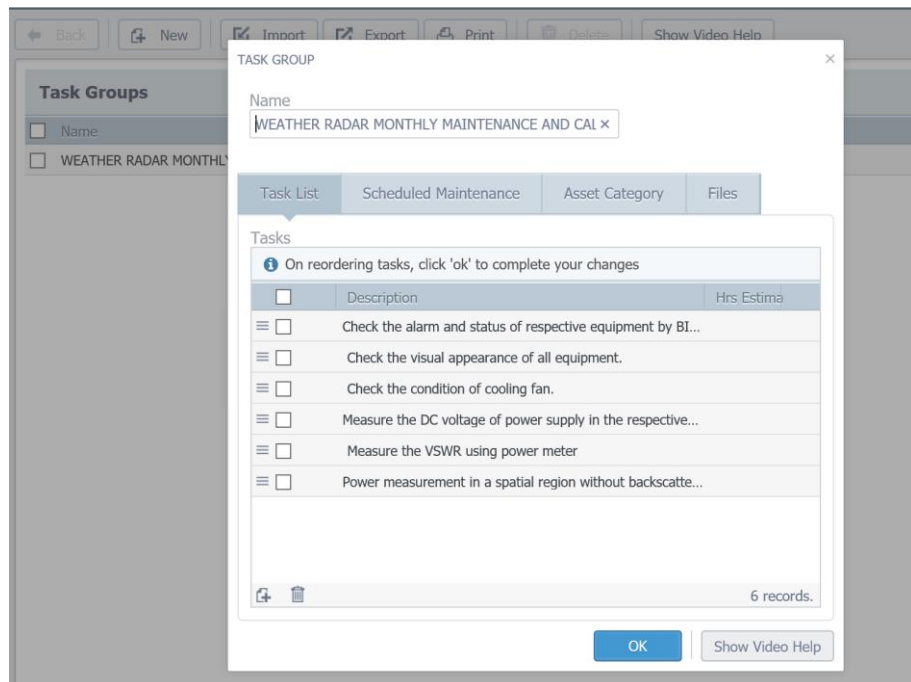 Back New Import Export Print Delete Show Video Help
TASK GROUP ×
Task Groups
Name
WEATHER RADAR MONTHLY MAINTENANCE AND CAL ×
Name
WEATHER RADAR MONTHLY
Task List Scheduled Maintenance Asset Category Files
Tasks
On reordering tasks, click 'ok' to complete your changes
Description Hrs Estima
Check the alarm and status of respective equipment by BI...
Check the visual appearance of all equipment.
Check the condition of cooling fan.
Measure the DC voltage of power supply in the respective...
Measure the VSWR using power meter
Power measurement in a spatial region without backscatte...
6 records.
OK Show Video Help